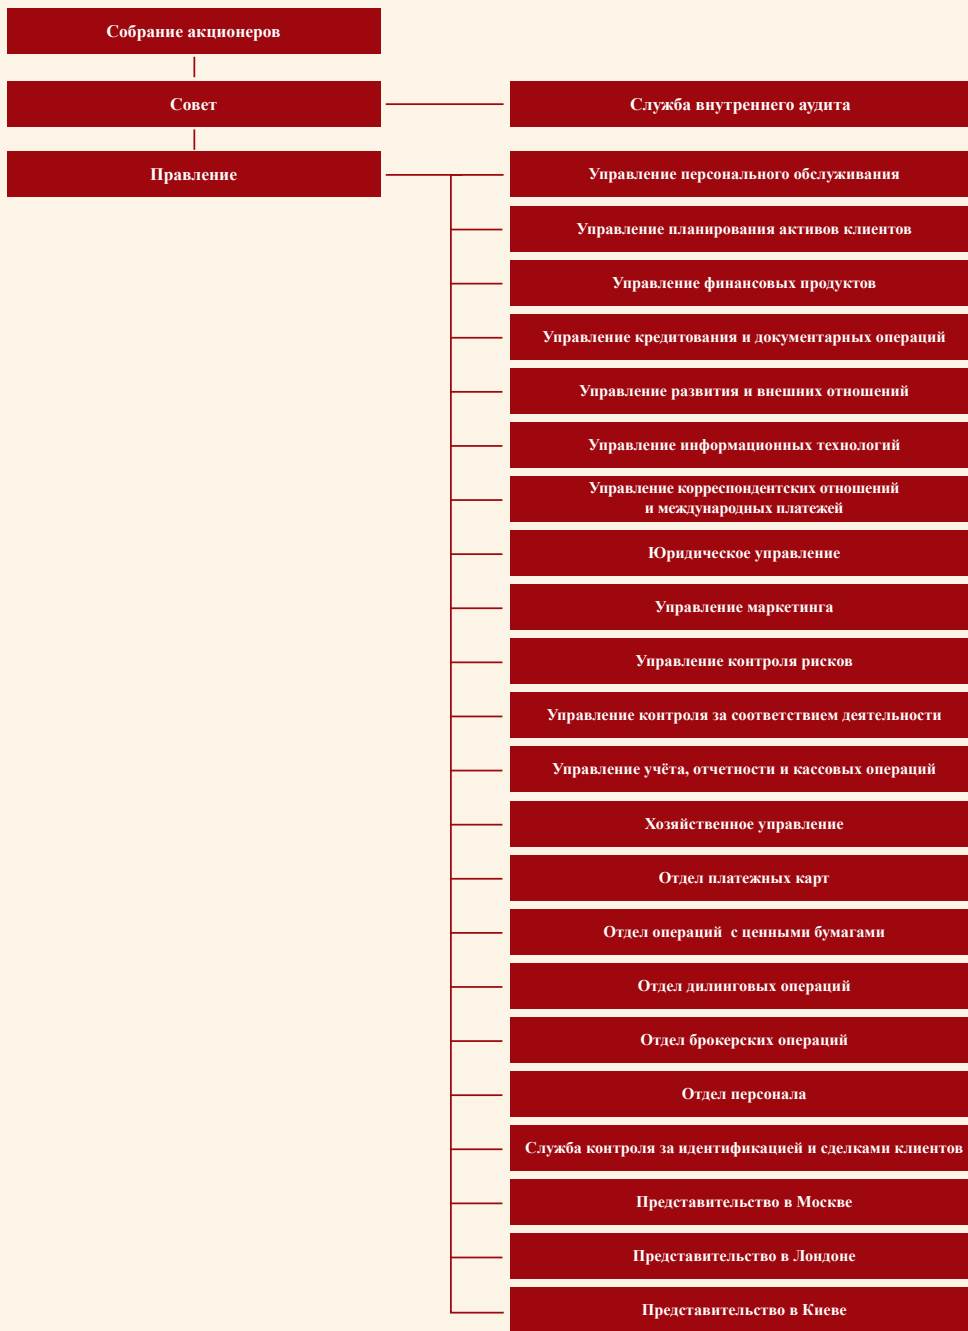 Собрание акционеров
Совет
Служба внутреннего аудита
Правление
Управление персонального обслуживания
Управление планирования активов клиентов
Управление финансовых продуктов
Управление кредитования и документарных операций
Управление развития и внешних отношений
Управление информационных технологий
Управление корреспондентских отношений
и международных платежей
Юридическое управление
Управление маркетинга
Управление контроля рисков
Управление контроля за соответствием деятельности
Управление учёта, отчетности и кассовых операций
Хозяйственное управление
Отдел платежных карт
Отдел операций с ценными бумагами
Отдел дилинговых операций
Отдел брокерских операций
Отдел персонала
Служба контроля за идентификацией и сделками клиентов
Представительство в Москве
Представительство в Лондоне
Представительство в Киеве